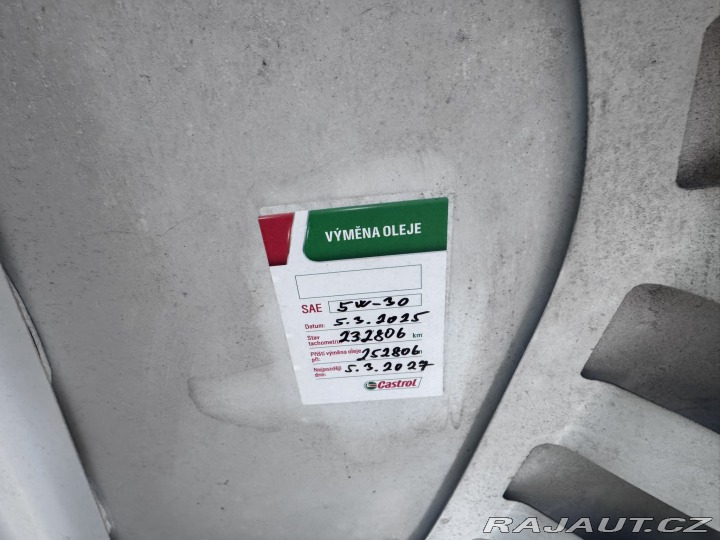 VÝMĚNA OLEJE
SAE 5W-30
Datum: 5.3.2025
Stav tachometru: 232806 km
Příští výměna oleje při: 252806
Nejpozději dne: 5.3.2027
Castrol
RAJAUT.CZ